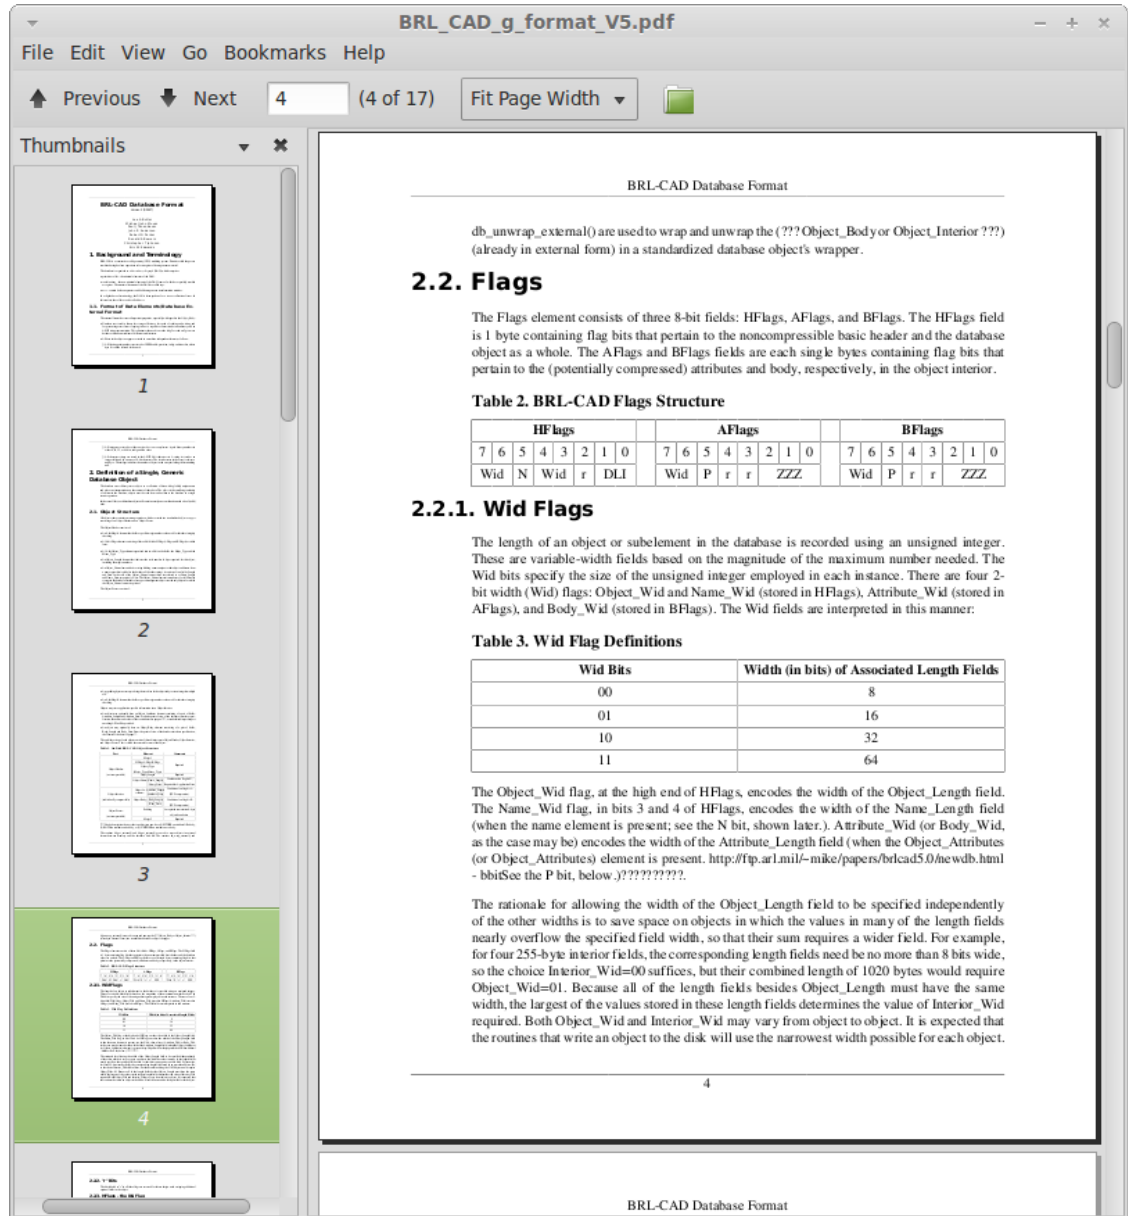 BRL_CAD_g_format_V5.pdf
File Edit View Go Bookmarks Help
Previous Next 4 (4 of 17) Fit Page Width
Thumbnails
BRL-CAD Database Format
1. Background and Terminology
1
2. Definition of a Single, Generic
Database Object
2.1. Object Structure
2
3
4
BRL-CAD Database Format
db_unwrap_external() are used to wrap and unwrap the (??? Object_Body or Object_Interior ???)
(already in external form) in a standardized database object's wrapper.
2.2. Flags
The Flags element consists of three 8-bit fields: HFlags, AFlags, and BFlags. The HFlags field
is 1 byte containing flag bits that pertain to the noncompressible basic header and the database
object as a whole. The AFlags and BFlags fields are each single bytes containing flag bits that
pertain to the (potentially compressed) attributes and body, respectively, in the object interior.
Table 2. BRL-CAD Flags Structure
HFlags AFlags BFlags
7 6 5 4 3 2 1 0 7 6 5 4 3 2 1 0 7 6 5 4 3 2 1 0
Wid N Wid r DLI Wid P r r ZZZ Wid P r r ZZZ
2.2.1. Wid Flags
The length of an object or subelement in the database is recorded using an unsigned integer.
These are variable-width fields based on the magnitude of the maximum number needed. The
Wid bits specify the size of the unsigned integer employed in each instance. There are four 2-
bit width (Wid) flags: Object_Wid and Name_Wid (stored in HFlags), Attribute_Wid (stored in
AFlags), and Body_Wid (stored in BFlags). The Wid fields are interpreted in this manner:
Table 3. Wid Flag Definitions
Wid Bits Width (in bits) of Associated Length Fields
00 8
01 16
10 32
11 64
The Object_Wid flag, at the high end of HFlags, encodes the width of the Object_Length field.
The Name_Wid flag, in bits 3 and 4 of HFlags, encodes the width of the Name_Length field
(when the name element is present; see the N bit, shown later.). Attribute_Wid (or Body_Wid,
as the case may be) encodes the width of the Attribute_Length field (when the Object_Attributes
(or Object_Attributes) element is present. http://ftp.arl.mil/~mike/papers/brlcad5.0/newdb.html
- bbitSee the P bit, below.)??????????.
The rationale for allowing the width of the Object_Length field to be specified independently
of the other widths is to save space on objects in which the values in many of the length fields
nearly overflow the specified field width, so that their sum requires a wider field. For example,
for four 255-byte interior fields, the corresponding length fields need be no more than 8 bits wide,
so the choice Interior_Wid=00 suffices, but their combined length of 1020 bytes would require
Object_Wid=01. Because all of the length fields besides Object_Length must have the same
width, the largest of the values stored in these length fields determines the value of Interior_Wid
required. Both Object_Wid and Interior_Wid may vary from object to object. It is expected that
the routines that write an object to the disk will use the narrowest width possible for each object.
4
BRL-CAD Database Format